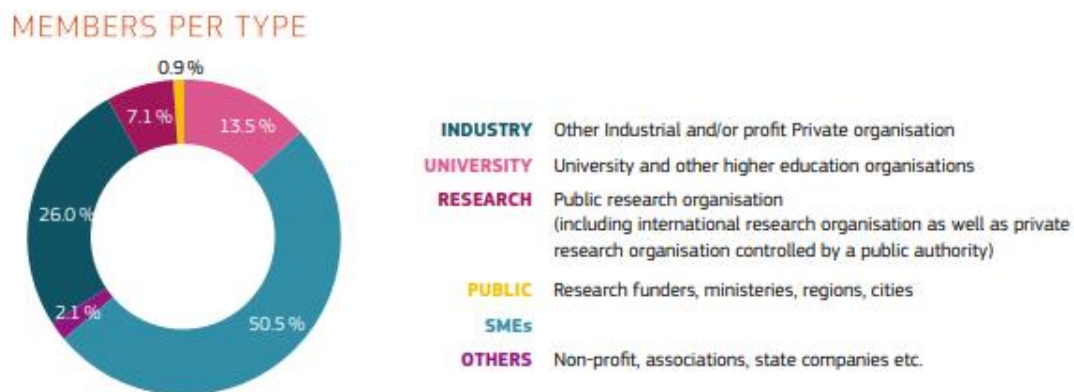 MEMBERS PER TYPE
0.9 %
7.1 %
13.5 %
26.0 %
2.1 %
50.5 %
INDUSTRY Other Industrial and/or profit Private organisation
UNIVERSITY University and other higher education organisations
RESEARCH Public research organisation
(including international research organisation as well as private
research organisation controlled by a public authority)
PUBLIC Research funders, ministeries, regions, cities
SMEs
OTHERS Non-profit, associations, state companies etc.